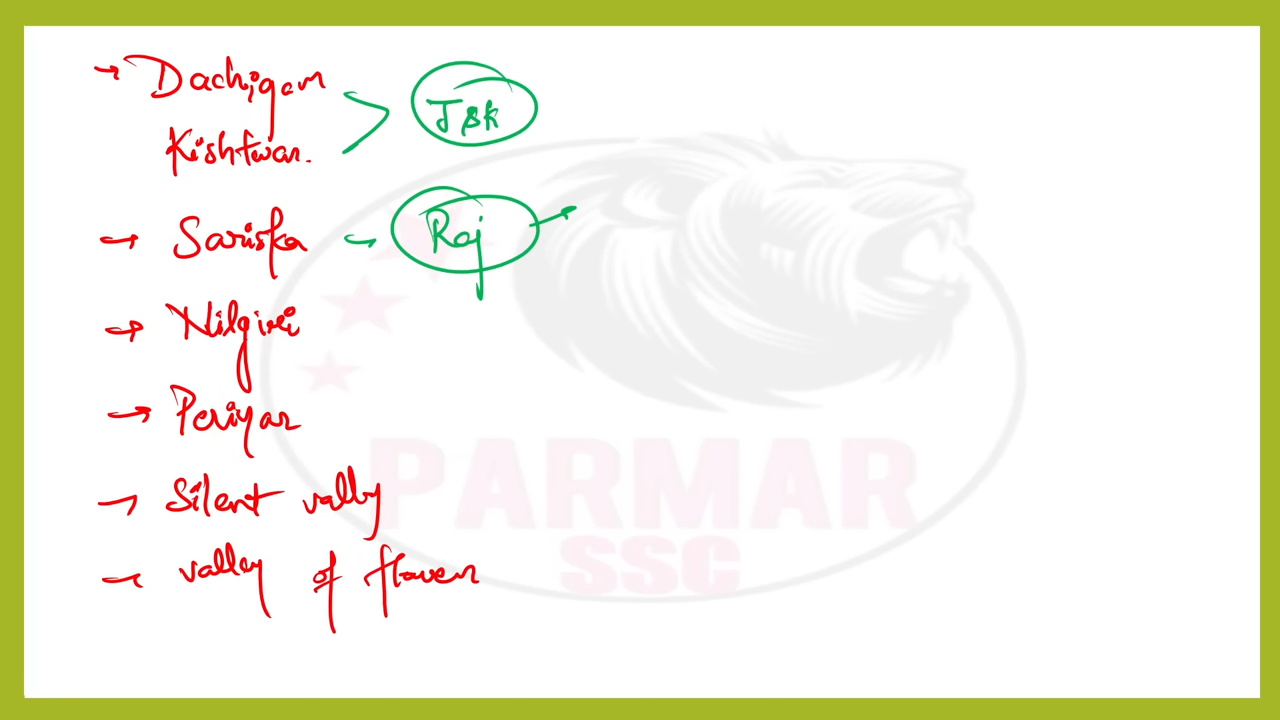 → Dachigam
Kishtwar. > J&k
→ Sariska → Raj
→ Nilgiri
→ Periyar
→ Silent valley
→ valley of flower
PARMAR
SSC